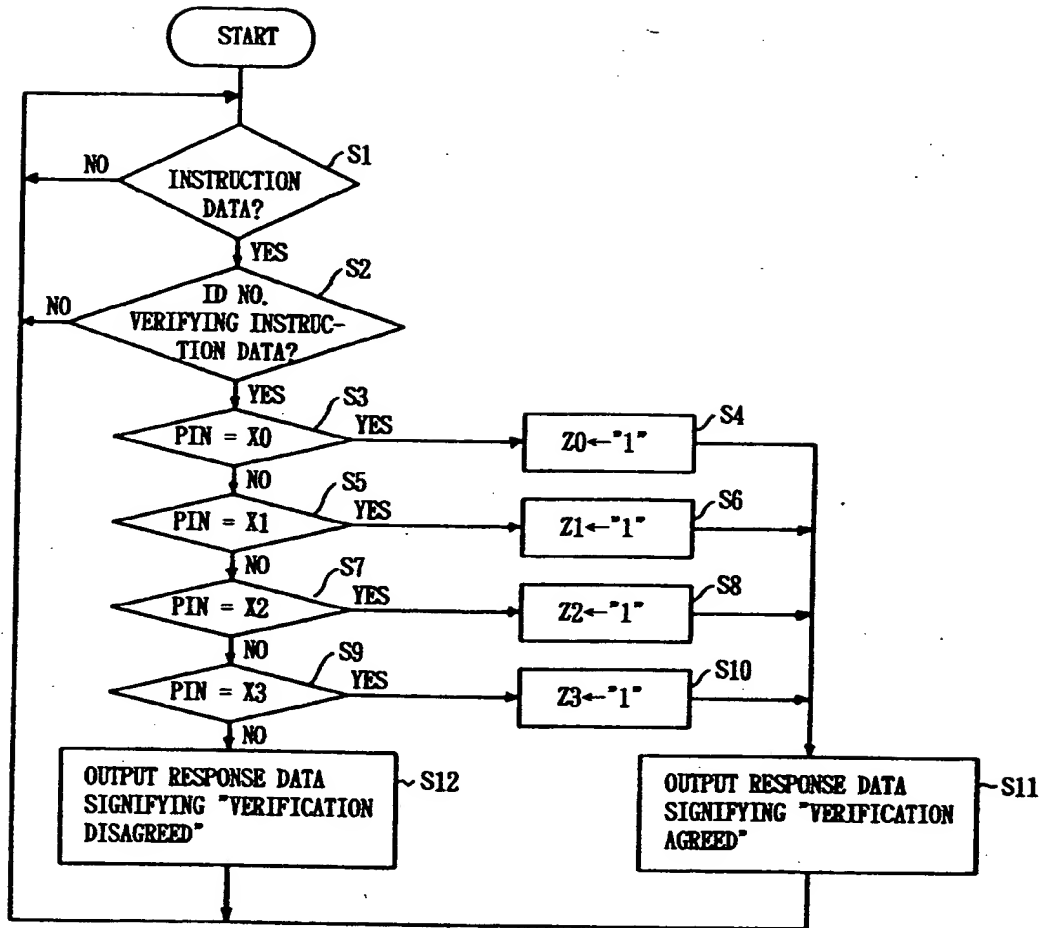 START
S1
NO
INSTRUCTION
DATA?
YES
S2
NO
ID NO.
VERIFYING INSTRUC-
TION DATA?
YES
S3
PIN = X0
YES
S4
Z0←"1"
NO
S5
PIN = X1
YES
S6
Z1←"1"
NO
S7
PIN = X2
YES
S8
Z2←"1"
NO
S9
PIN = X3
YES
S10
Z3←"1"
NO
OUTPUT RESPONSE DATA
SIGNIFYING "VERIFICATION
DISAGREED"
S12
OUTPUT RESPONSE DATA
SIGNIFYING "VERIFICATION
AGREED"
S11